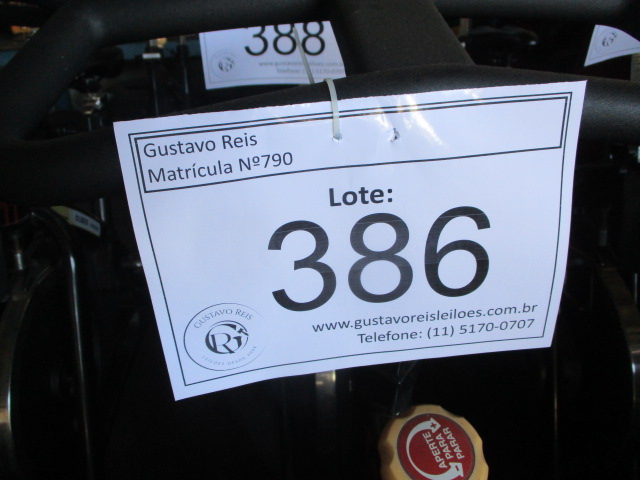 388
Gustavo Reis
Matrícula Nº790
Lote:
386
www.gustavoreisleiloes.com.br
Telefone: (11) 5170-0707
GUSTAVO REIS
APERTE
PARA
PARAR